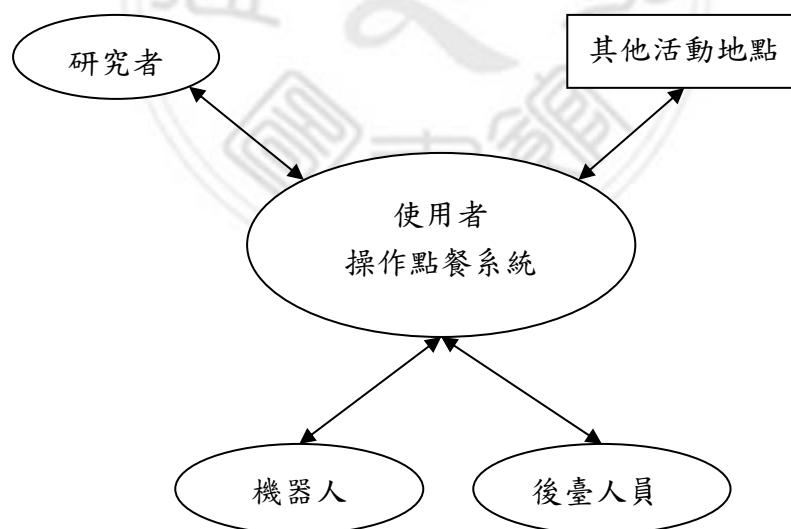 研究者
其他活動地點
使用者
操作點餐系統
機器人
後臺人員